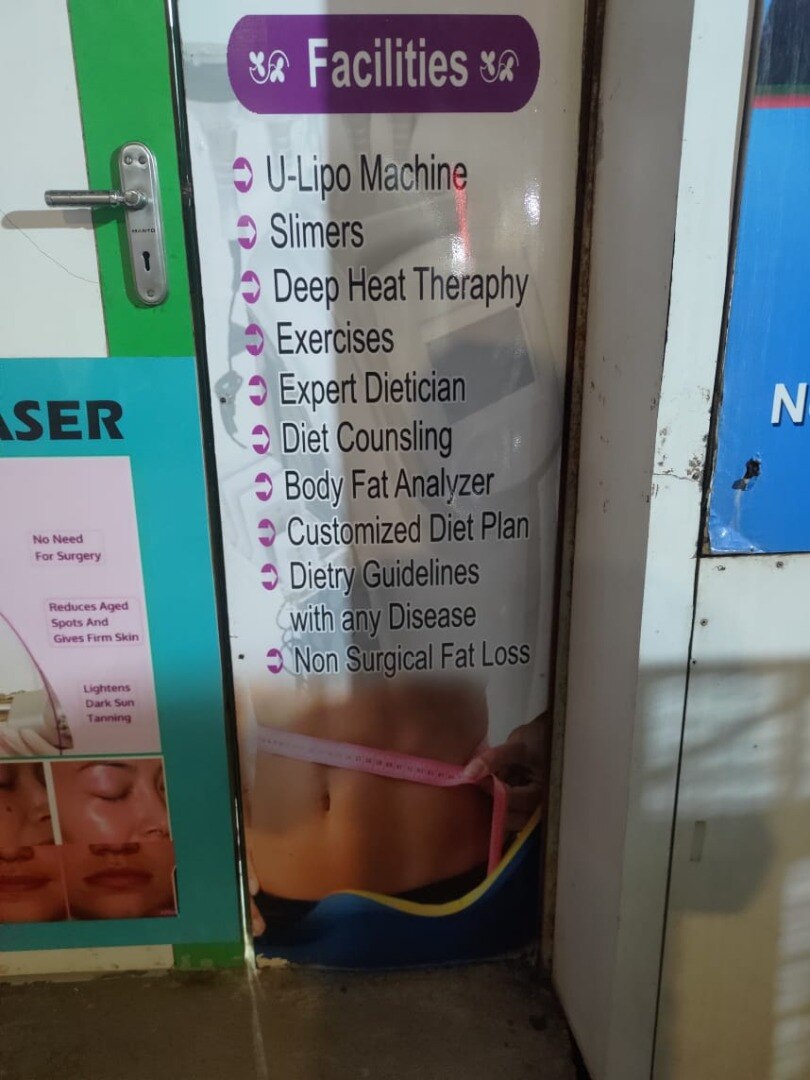 Facilities
U-Lipo Machine
Slimers
Deep Heat Theraphy
Exercises
Expert Dietician
Diet Counsling
Body Fat Analyzer
Customized Diet Plan
Dietry Guidelines
with any Disease
Non Surgical Fat Loss
ASER
No Need
For Surgery
Reduces Aged
Spots And
Gives Firm Skin
Lightens
Dark Sun
Tanning
N